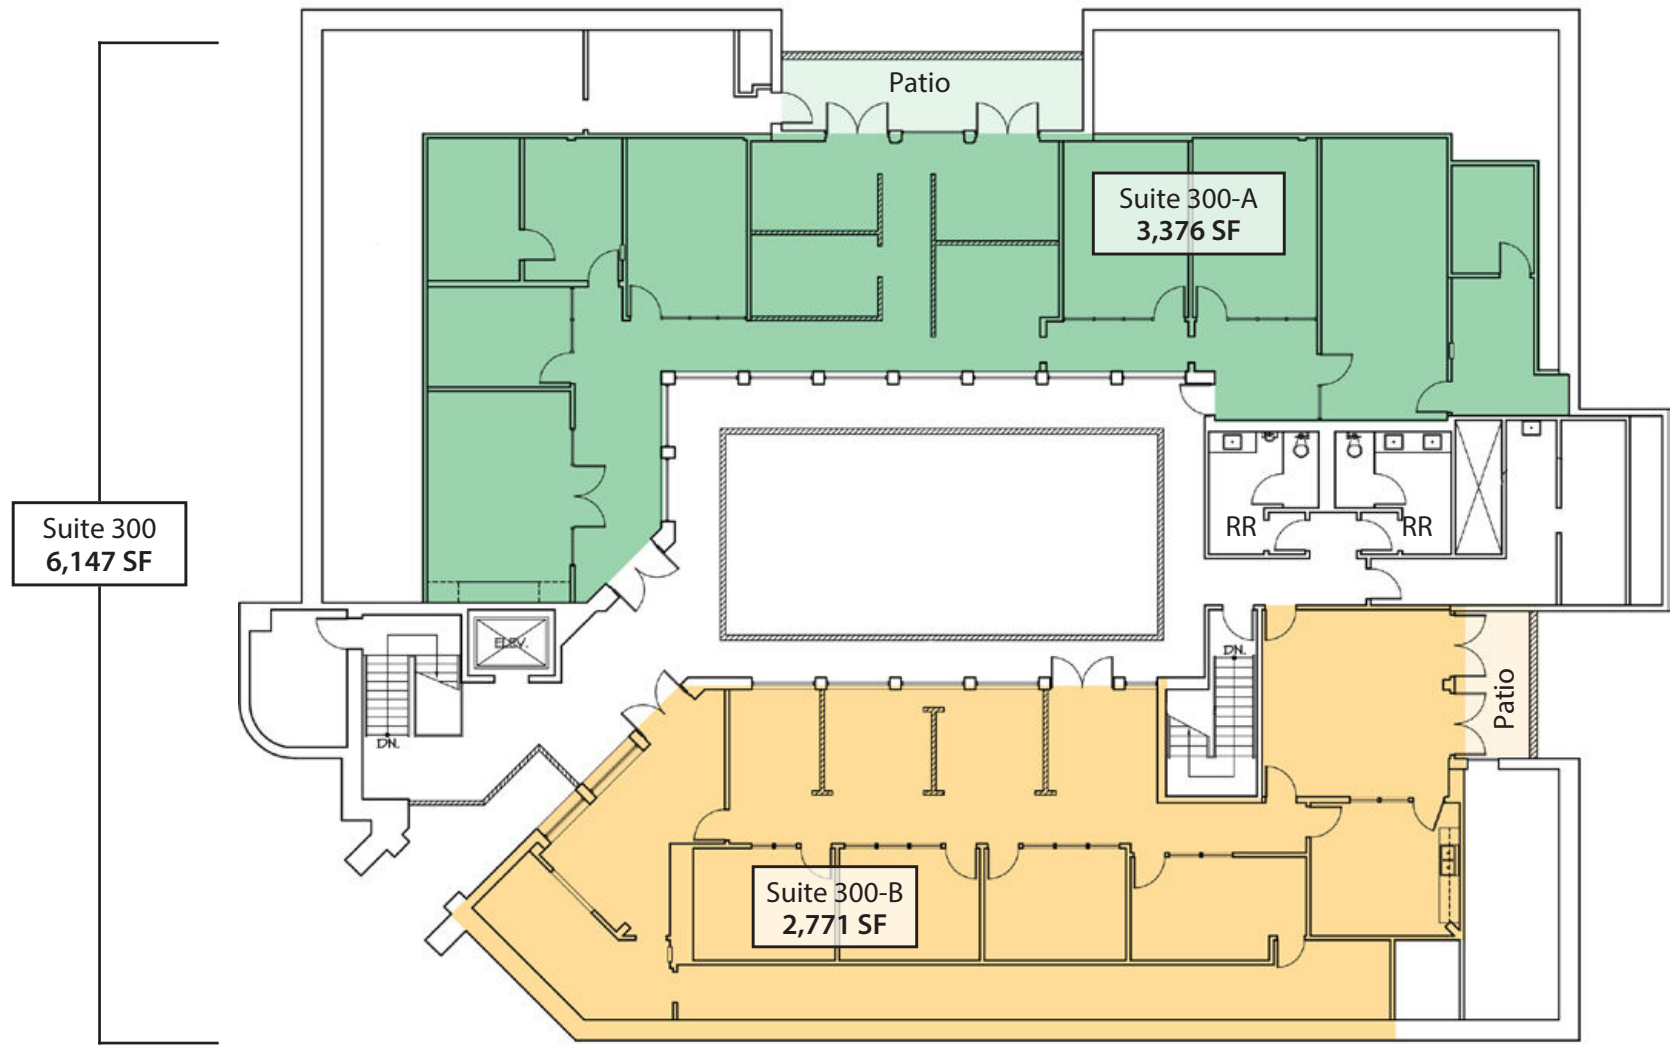 Patio
Suite 300-A
3,376 SF
Suite 300
6,147 SF
RR
RR
ELEV.
DN.
DN.
Patio
Suite 300-B
2,771 SF